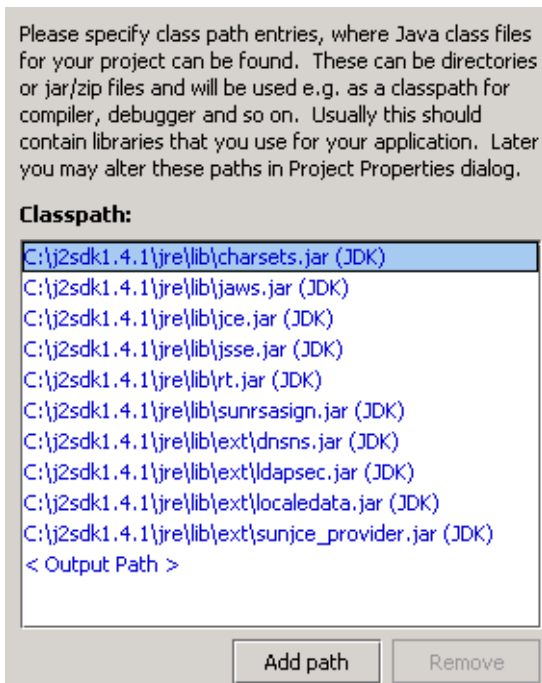 Please specify class path entries, where Java class files
for your project can be found.  These can be directories
or jar/zip files and will be used e.g. as a classpath for
compiler, debugger and so on.  Usually this should
contain libraries that you use for your application.  Later
you may alter these paths in Project Properties dialog.
Classpath:
C:\j2sdk1.4.1\jre\lib\charsets.jar (JDK)
C:\j2sdk1.4.1\jre\lib\jaws.jar (JDK)
C:\j2sdk1.4.1\jre\lib\jce.jar (JDK)
C:\j2sdk1.4.1\jre\lib\jsse.jar (JDK)
C:\j2sdk1.4.1\jre\lib\rt.jar (JDK)
C:\j2sdk1.4.1\jre\lib\sunrsasign.jar (JDK)
C:\j2sdk1.4.1\jre\lib\ext\dnsns.jar (JDK)
C:\j2sdk1.4.1\jre\lib\ext\ldapsec.jar (JDK)
C:\j2sdk1.4.1\jre\lib\ext\localedata.jar (JDK)
C:\j2sdk1.4.1\jre\lib\ext\sunjce_provider.jar (JDK)
< Output Path >
Add path Remove